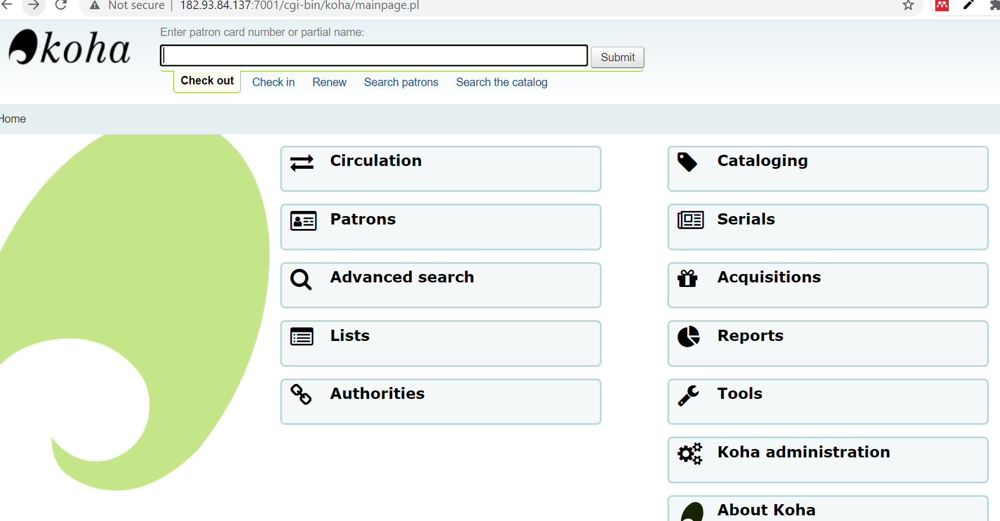 Not secure | 182.93.84.137:7001/cgi-bin/koha/mainpage.pl
koha
Enter patron card number or partial name:
Submit
Check out Check in Renew Search patrons Search the catalog
Home
Circulation
Cataloging
Patrons
Serials
Advanced search
Acquisitions
Lists
Reports
Authorities
Tools
Koha administration
About Koha